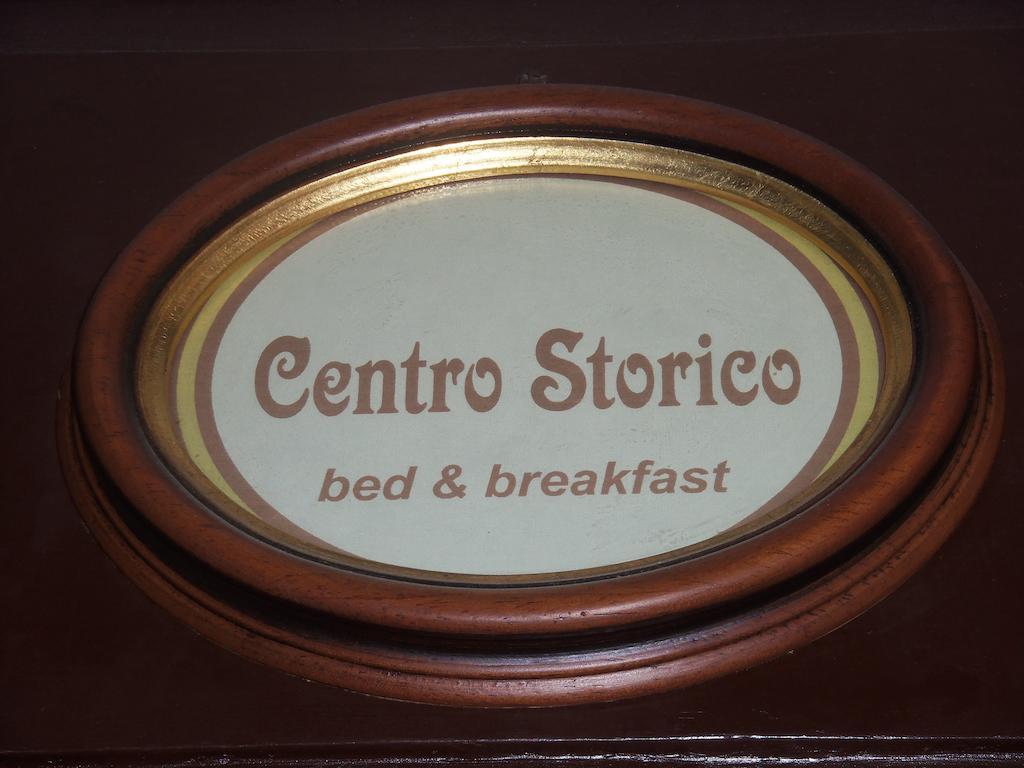 Centro Storico
bed & breakfast